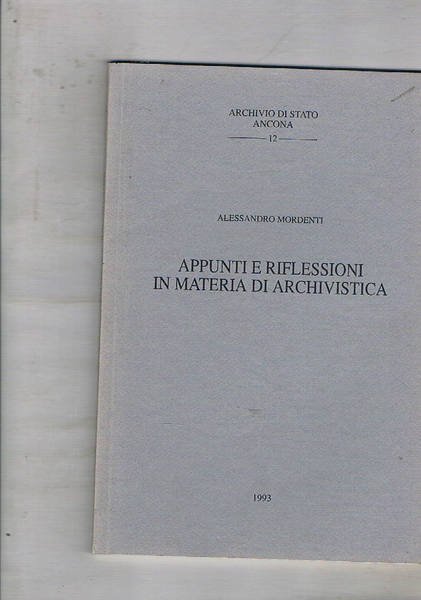 ARCHIVIO DI STATO
ANCONA
12
ALESSANDRO MORDENTI
APPUNTI E RIFLESSIONI
IN MATERIA DI ARCHIVISTICA
1993